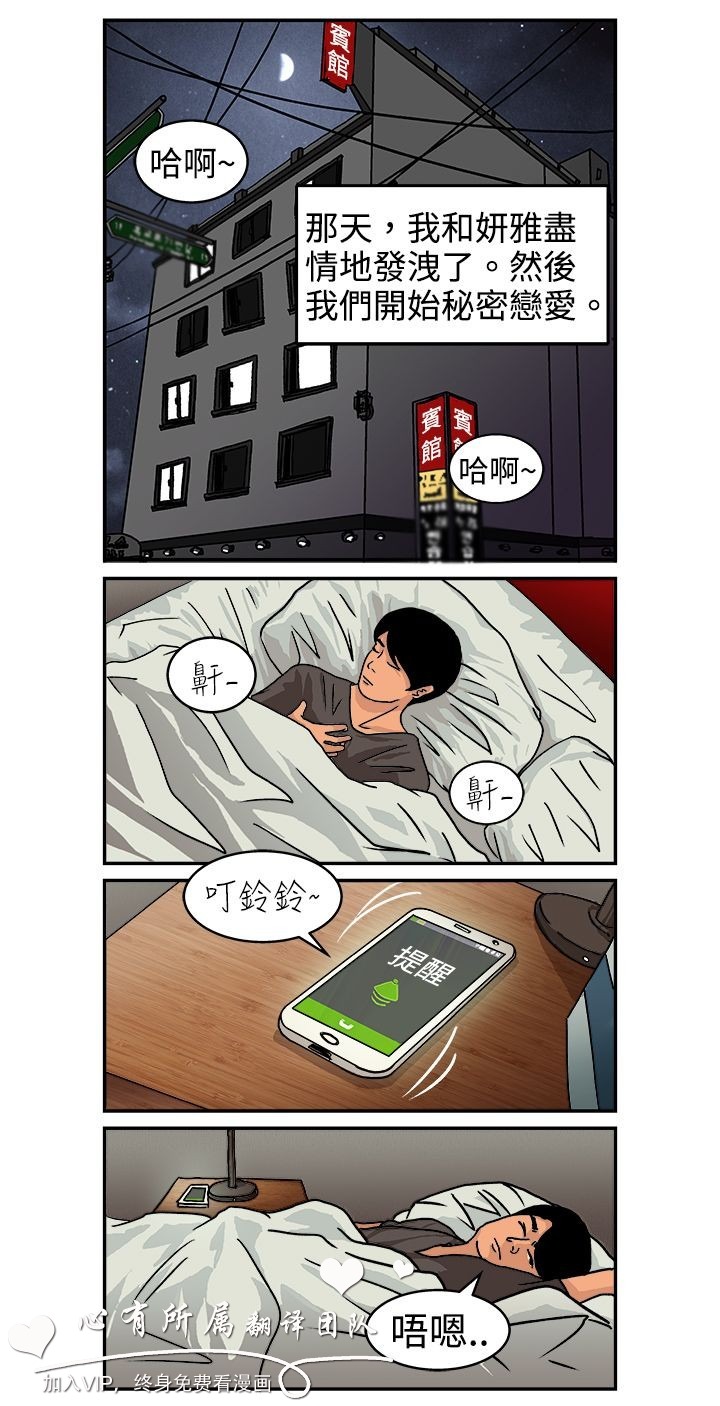 賓館
哈啊~
那天，我和妍雅盡
情地發洩了。然後
我們開始秘密戀愛。
賓館
賓館
哈啊~
鼾~
鼾~
叮鈴鈴~
提醒
唔嗯..
心有所属翻译团队
加入VIP，终身免费看漫画